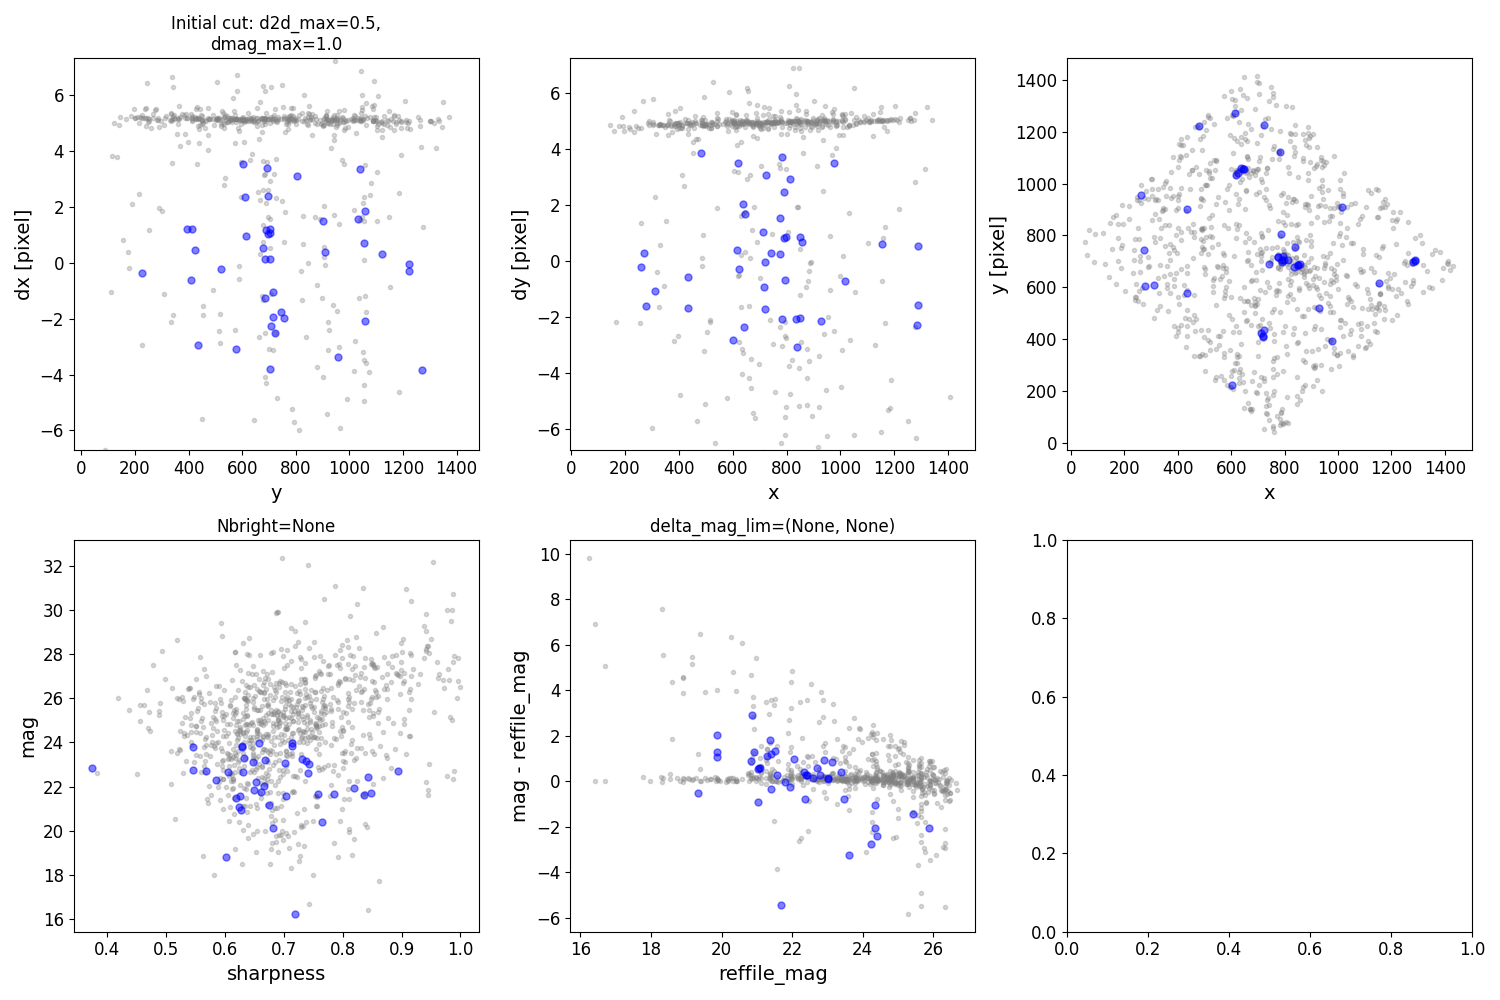 Initial cut: d2d_max=0.5,
dmag_max=1.0
dx [pixel]
6
4
2
0
−2
−4
−6
0 200 400 600 800 1000 1200 1400
y
dy [pixel]
6
4
2
0
−2
−4
−6
0 200 400 600 800 1000 1200 1400
x
y [pixel]
1400
1200
1000
800
600
400
200
0
0 200 400 600 800 1000 1200 1400
x
Nbright=None
mag
32
30
28
26
24
22
20
18
16
0.4 0.5 0.6 0.7 0.8 0.9 1.0
sharpness
delta_mag_lim=(None, None)
mag - reffile_mag
10
8
6
4
2
0
−2
−4
−6
16 18 20 22 24 26
reffile_mag
1.0
0.8
0.6
0.4
0.2
0.0
0.0 0.2 0.4 0.6 0.8 1.0